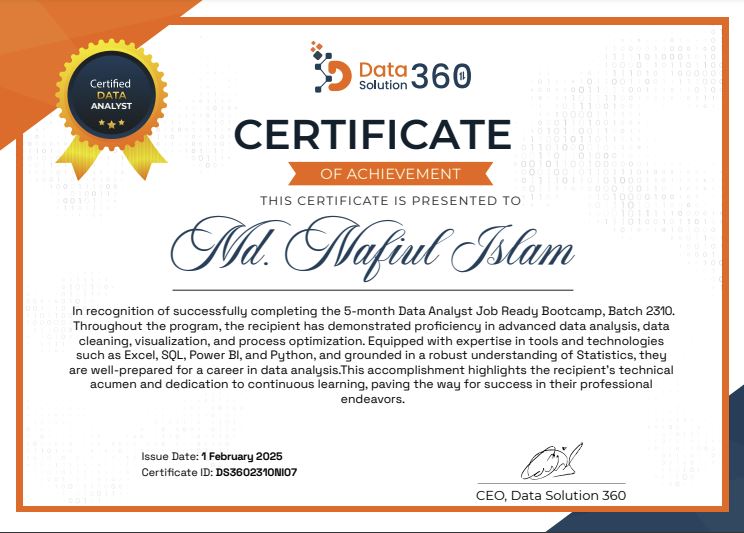 Certified
DATA
ANALYST
Data
Solution
360
CERTIFICATE
OF ACHIEVEMENT
THIS CERTIFICATE IS PRESENTED TO
Md. Nafiul Islam
In recognition of successfully completing the 5-month Data Analyst Job Ready Bootcamp, Batch 2310.
Throughout the program, the recipient has demonstrated proficiency in advanced data analysis, data
cleaning, visualization, and process optimization. Equipped with expertise in tools and technologies
such as Excel, SQL, Power BI, and Python, and grounded in a robust understanding of Statistics, they
are well-prepared for a career in data analysis.This accomplishment highlights the recipient's technical
acumen and dedication to continuous learning, paving the way for success in their professional
endeavors.
Issue Date: 1 February 2025
Certificate ID: DS3602310NI07
CEO, Data Solution 360